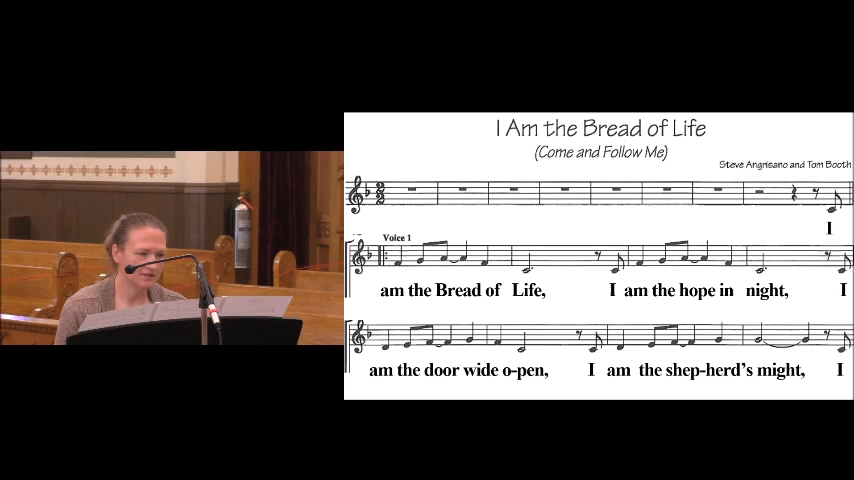 I Am the Bread of Life
(Come and Follow Me)
Steve Angrisano and Tom Booth
I
Voice 1
am the Bread of Life, I am the hope in night, I
am the door wide o-pen, I am the shep-herd's might, I